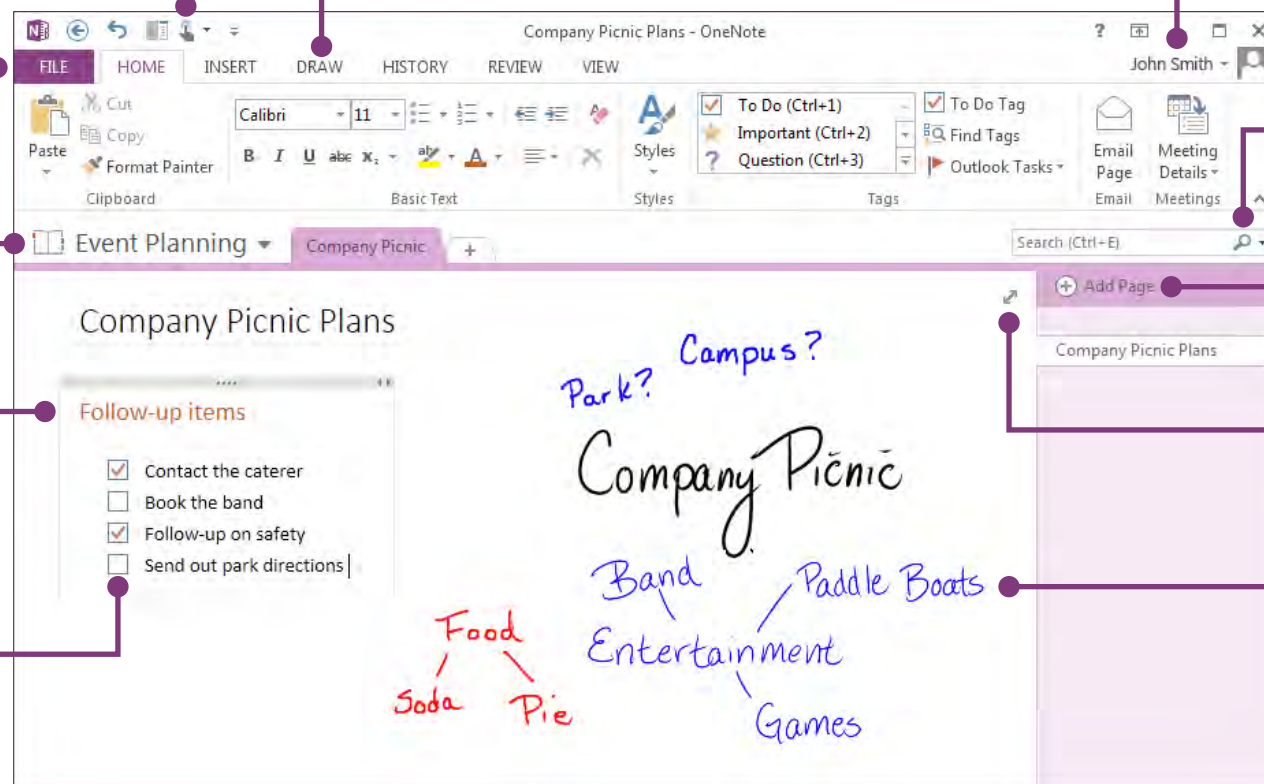 Company Picnic Plans - OneNote
?
John Smith
FILE HOME INSERT DRAW HISTORY REVIEW VIEW
Paste
Cut
Copy
Format Painter
Clipboard
Calibri 11
B I U abc X₂ aby A
Basic Text
Styles
Styles
To Do (Ctrl+1)
Important (Ctrl+2)
? Question (Ctrl+3)
To Do Tag
Find Tags
Outlook Tasks
Tags
Email Page
Email
Meeting Details
Meetings
Event Planning Company Picnic +
Search (Ctrl+E)
Add Page
Company Picnic Plans
Company Picnic Plans
Follow-up items
Contact the caterer
Book the band
Follow-up on safety
Send out park directions
Campus?
Park?
Company Picnic
Band Paddle Boats
Entertainment
Games
Food
Soda Pie